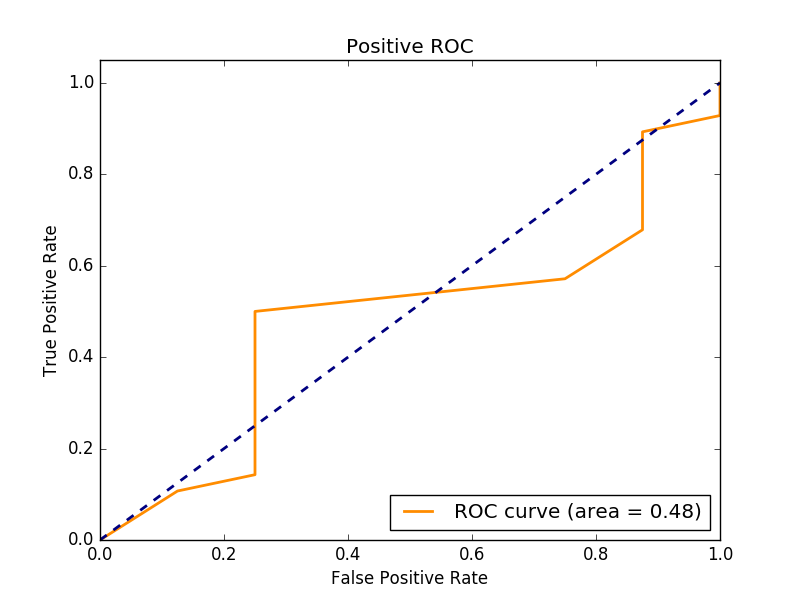 Positive ROC
True Positive Rate
1.0
0.8
0.6
0.4
0.2
0.0
ROC curve (area = 0.48)
0.0 0.2 0.4 0.6 0.8 1.0
False Positive Rate